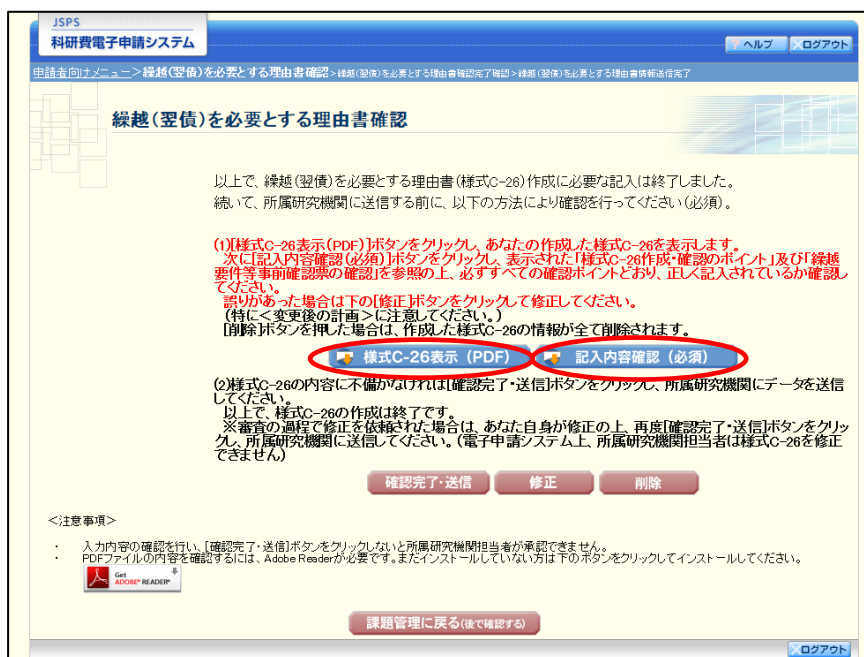 JSPS
科研費電子申請システム
? ヘルプ
×ログアウト
申請者向けメニュー>繰越(翌債)を必要とする理由書確認>繰越(翌債)を必要とする理由書確認完了確認>繰越(翌債)を必要とする理由書情報送信完了
繰越(翌債)を必要とする理由書確認
以上で、繰越(翌債)を必要とする理由書(様式C-26)作成に必要な記入は終了しました。
続いて、所属研究機関に送信する前に、以下の方法により確認を行ってください(必須)。
(1)[様式C-26表示(PDF)]ボタンをクリックし、あなたの作成した様式C-26を表示します。
次に[記入内容確認(必須)]ボタンをクリックし、表示された「様式C-26作成・確認のポイント」及び「繰越
要件等事前確認票の確認」を参照の上、必ずすべての確認ポイントどおり、正しく記入されているか確認し
てください。
誤りがあった場合は下の[修正]ボタンをクリックして修正してください。
(特に<変更後の計画>に注意してください。)
[削除]ボタンを押した場合は、作成した様式C-26の情報が全て削除されます。
様式C-26表示(PDF)
記入内容確認(必須)
(2)様式C-26の内容に不備がなければ[確認完了・送信]ボタンをクリックし、所属研究機関にデータを送信
してください。
以上で、様式C-26の作成は終了です。
※審査の過程で修正を依頼された場合は、あなた自身が修正の上、再度[確認完了・送信]ボタンをクリッ
クし、所属研究機関に送信してください。(電子申請システム上、所属研究機関担当者は様式C-26を修正
できません)
確認完了・送信
修正
削除
<注意事項>
・ 入力内容の確認を行い、[確認完了・送信]ボタンをクリックしないと所属研究機関担当者が承認できません。
・ PDFファイルの内容を確認するには、Adobe Readerが必要です。まだインストールしていない方は下のボタンをクリックしてインストールしてください。
Get
ADOBE® READER®
課題管理に戻る(後で確認する)
×ログアウト